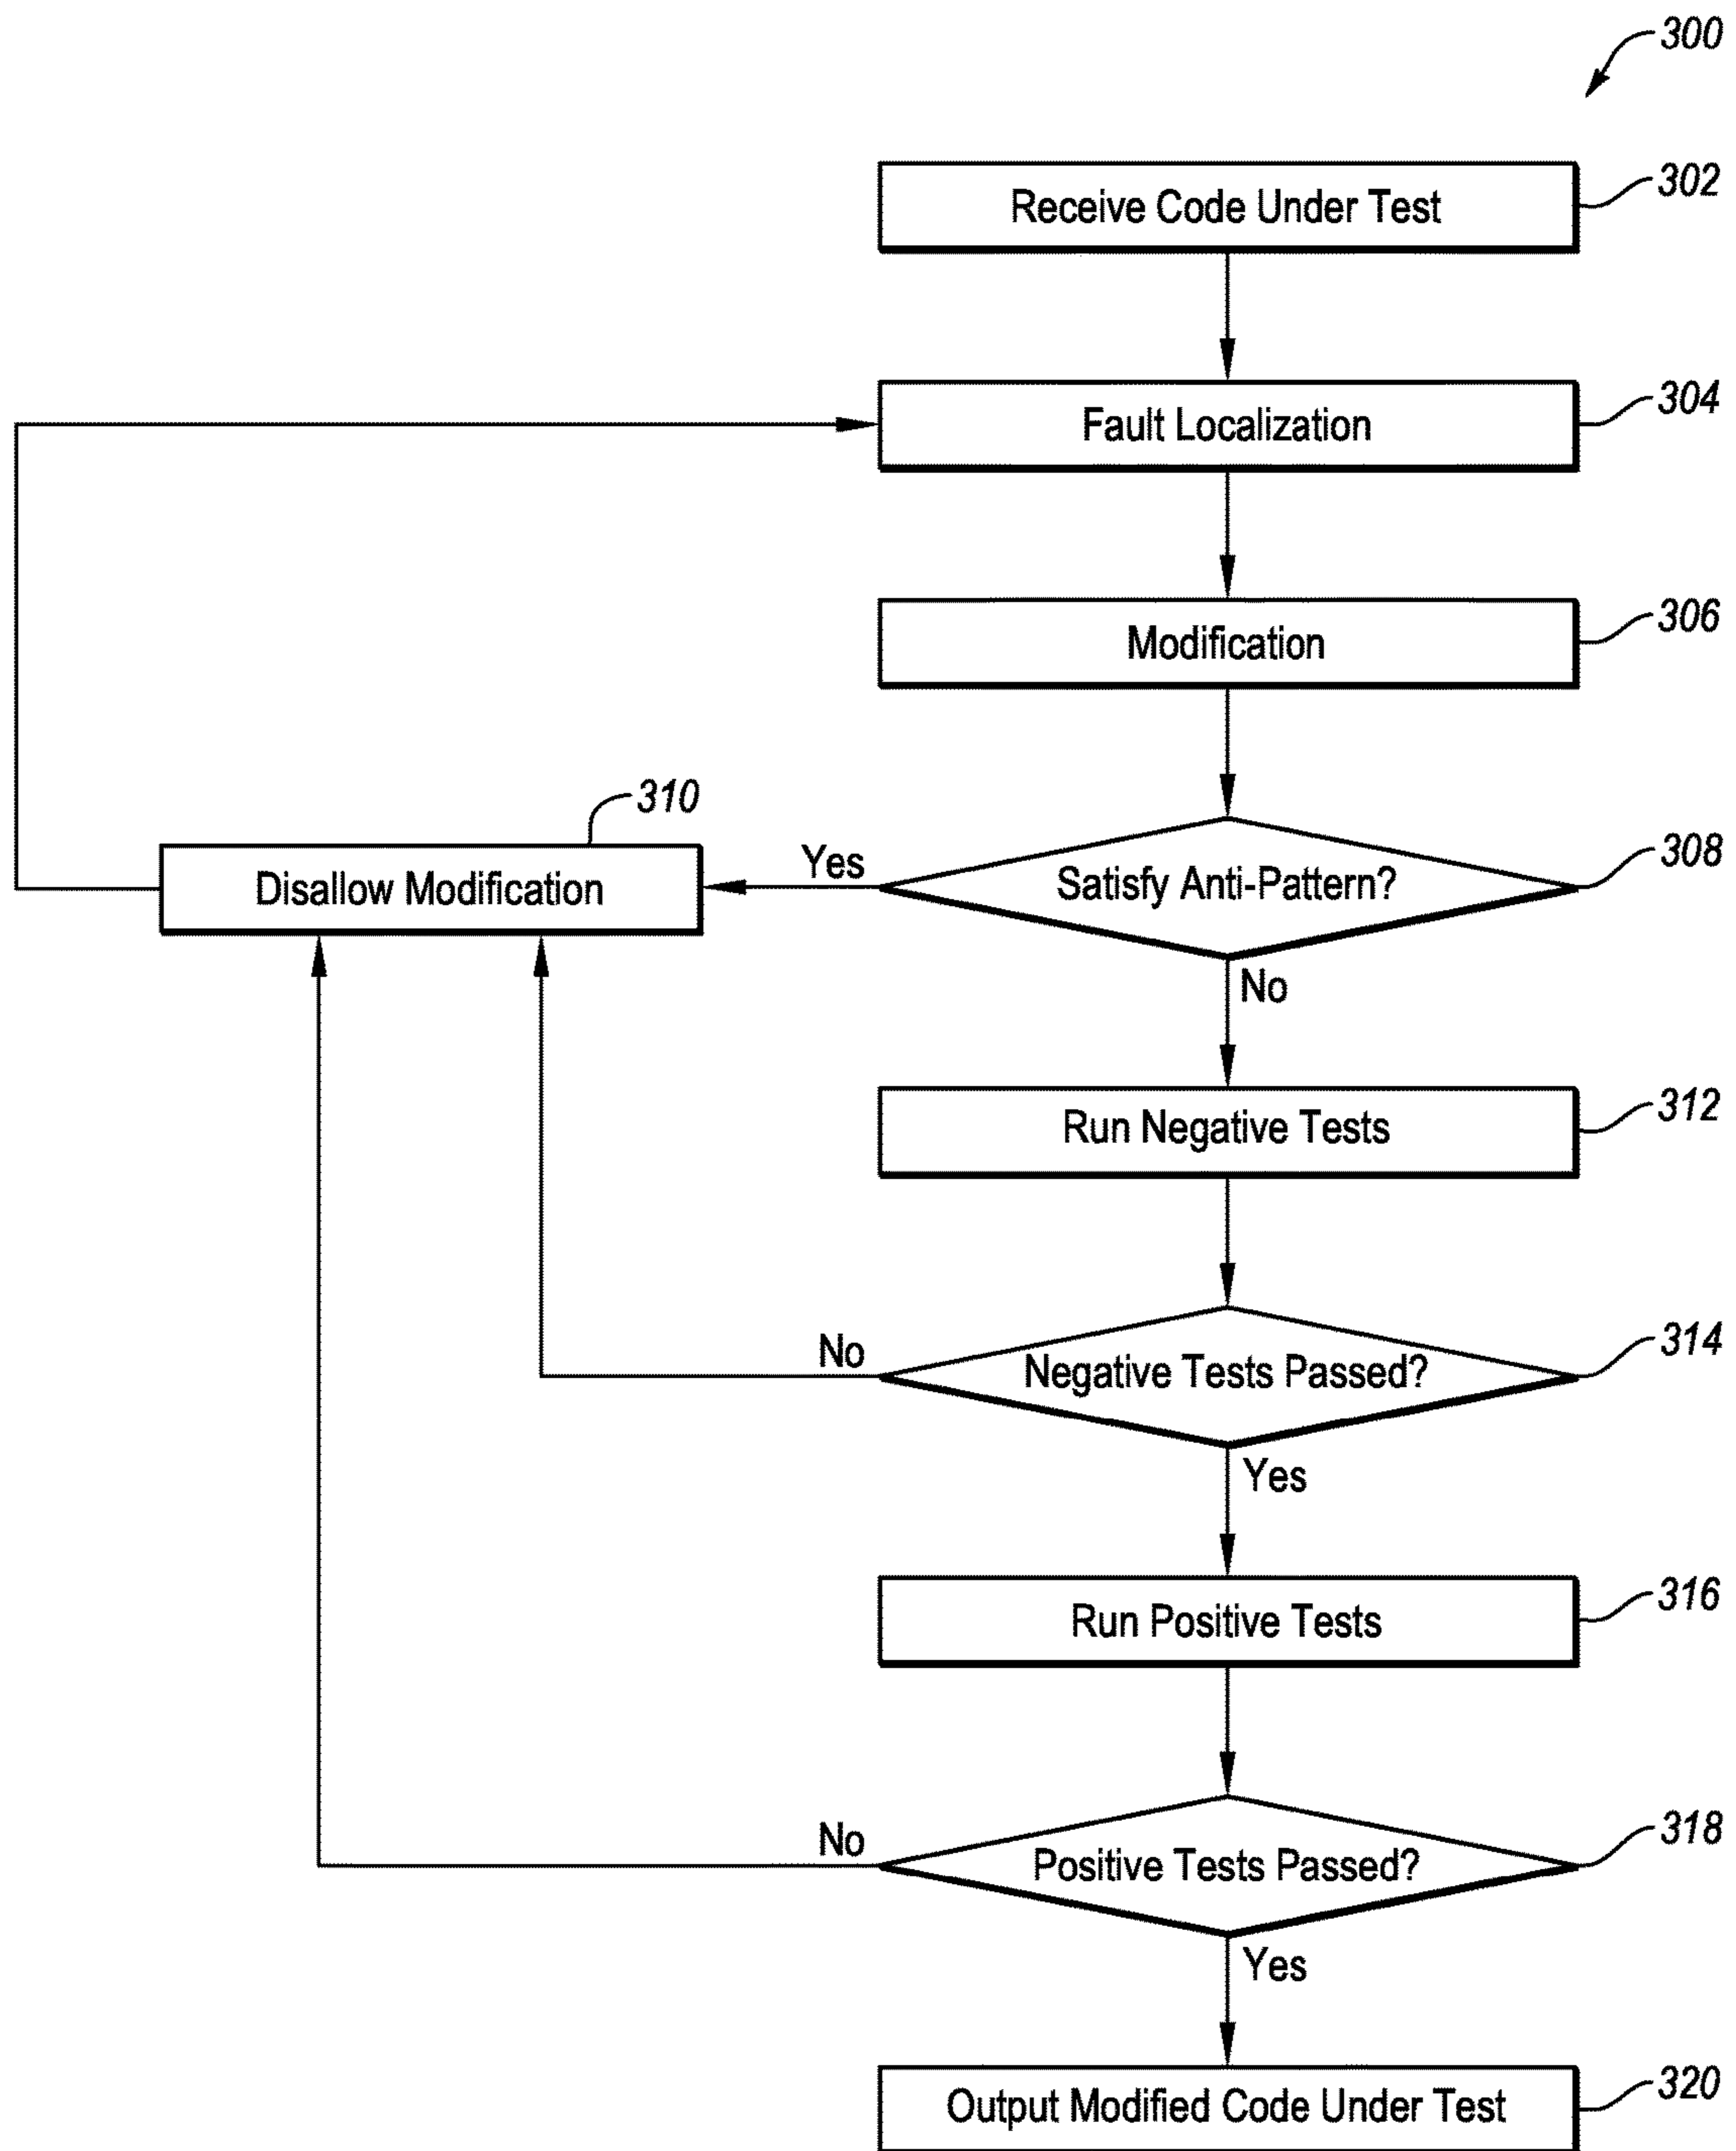 300
Receive Code Under Test
302
Fault Localization
304
Modification
306
310
Disallow Modification
Yes
Satisfy Anti-Pattern?
308
No
Run Negative Tests
312
No
Negative Tests Passed?
314
Yes
Run Positive Tests
316
No
Positive Tests Passed?
318
Yes
Output Modified Code Under Test
320